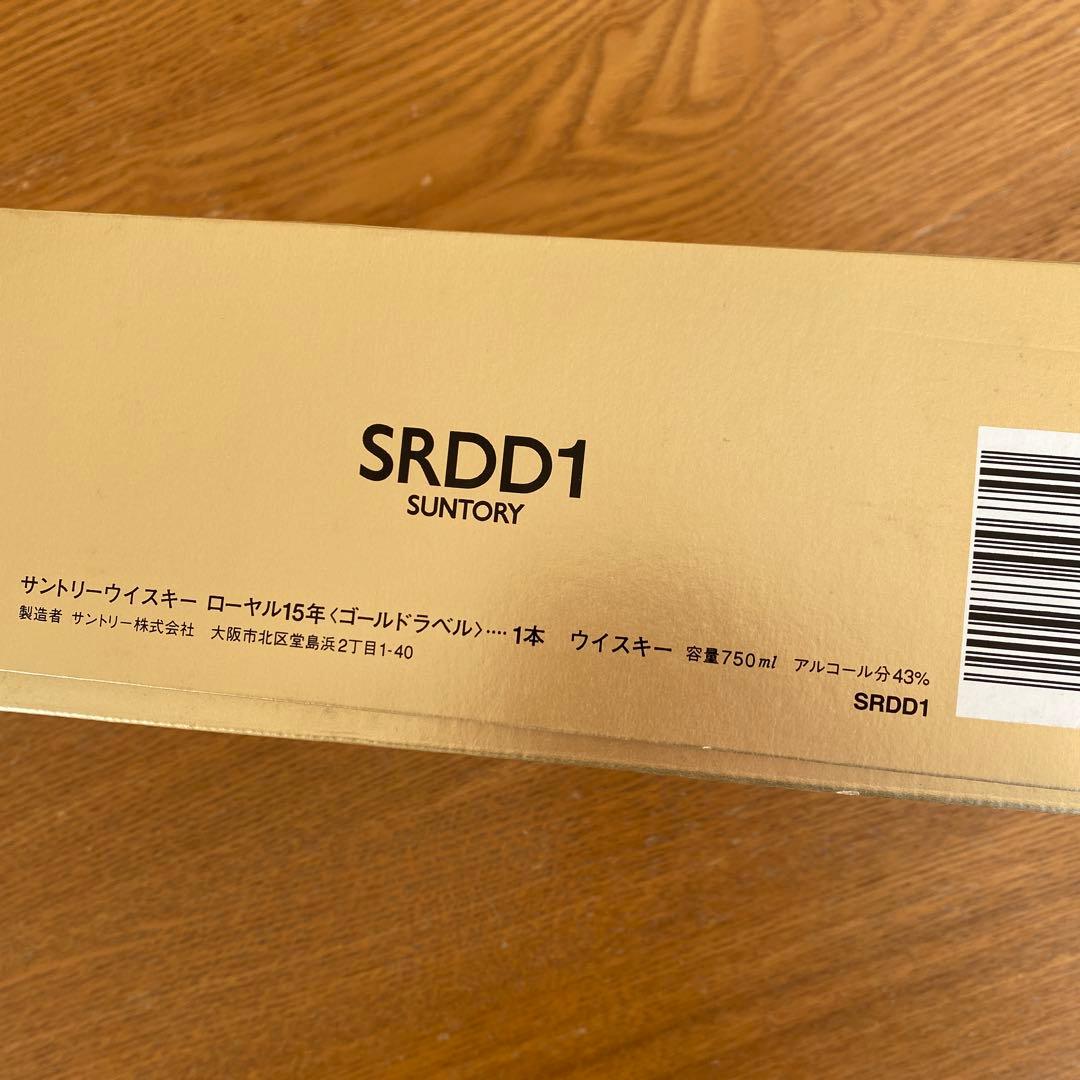 SRDD1
SUNTORY
サントリーウイスキー ローヤル15年〈ゴールドラベル〉‥‥1本 ウイスキー 容量750ml アルコール分43%
製造者 サントリー株式会社 大阪市北区堂島浜2丁目1-40
SRDD1